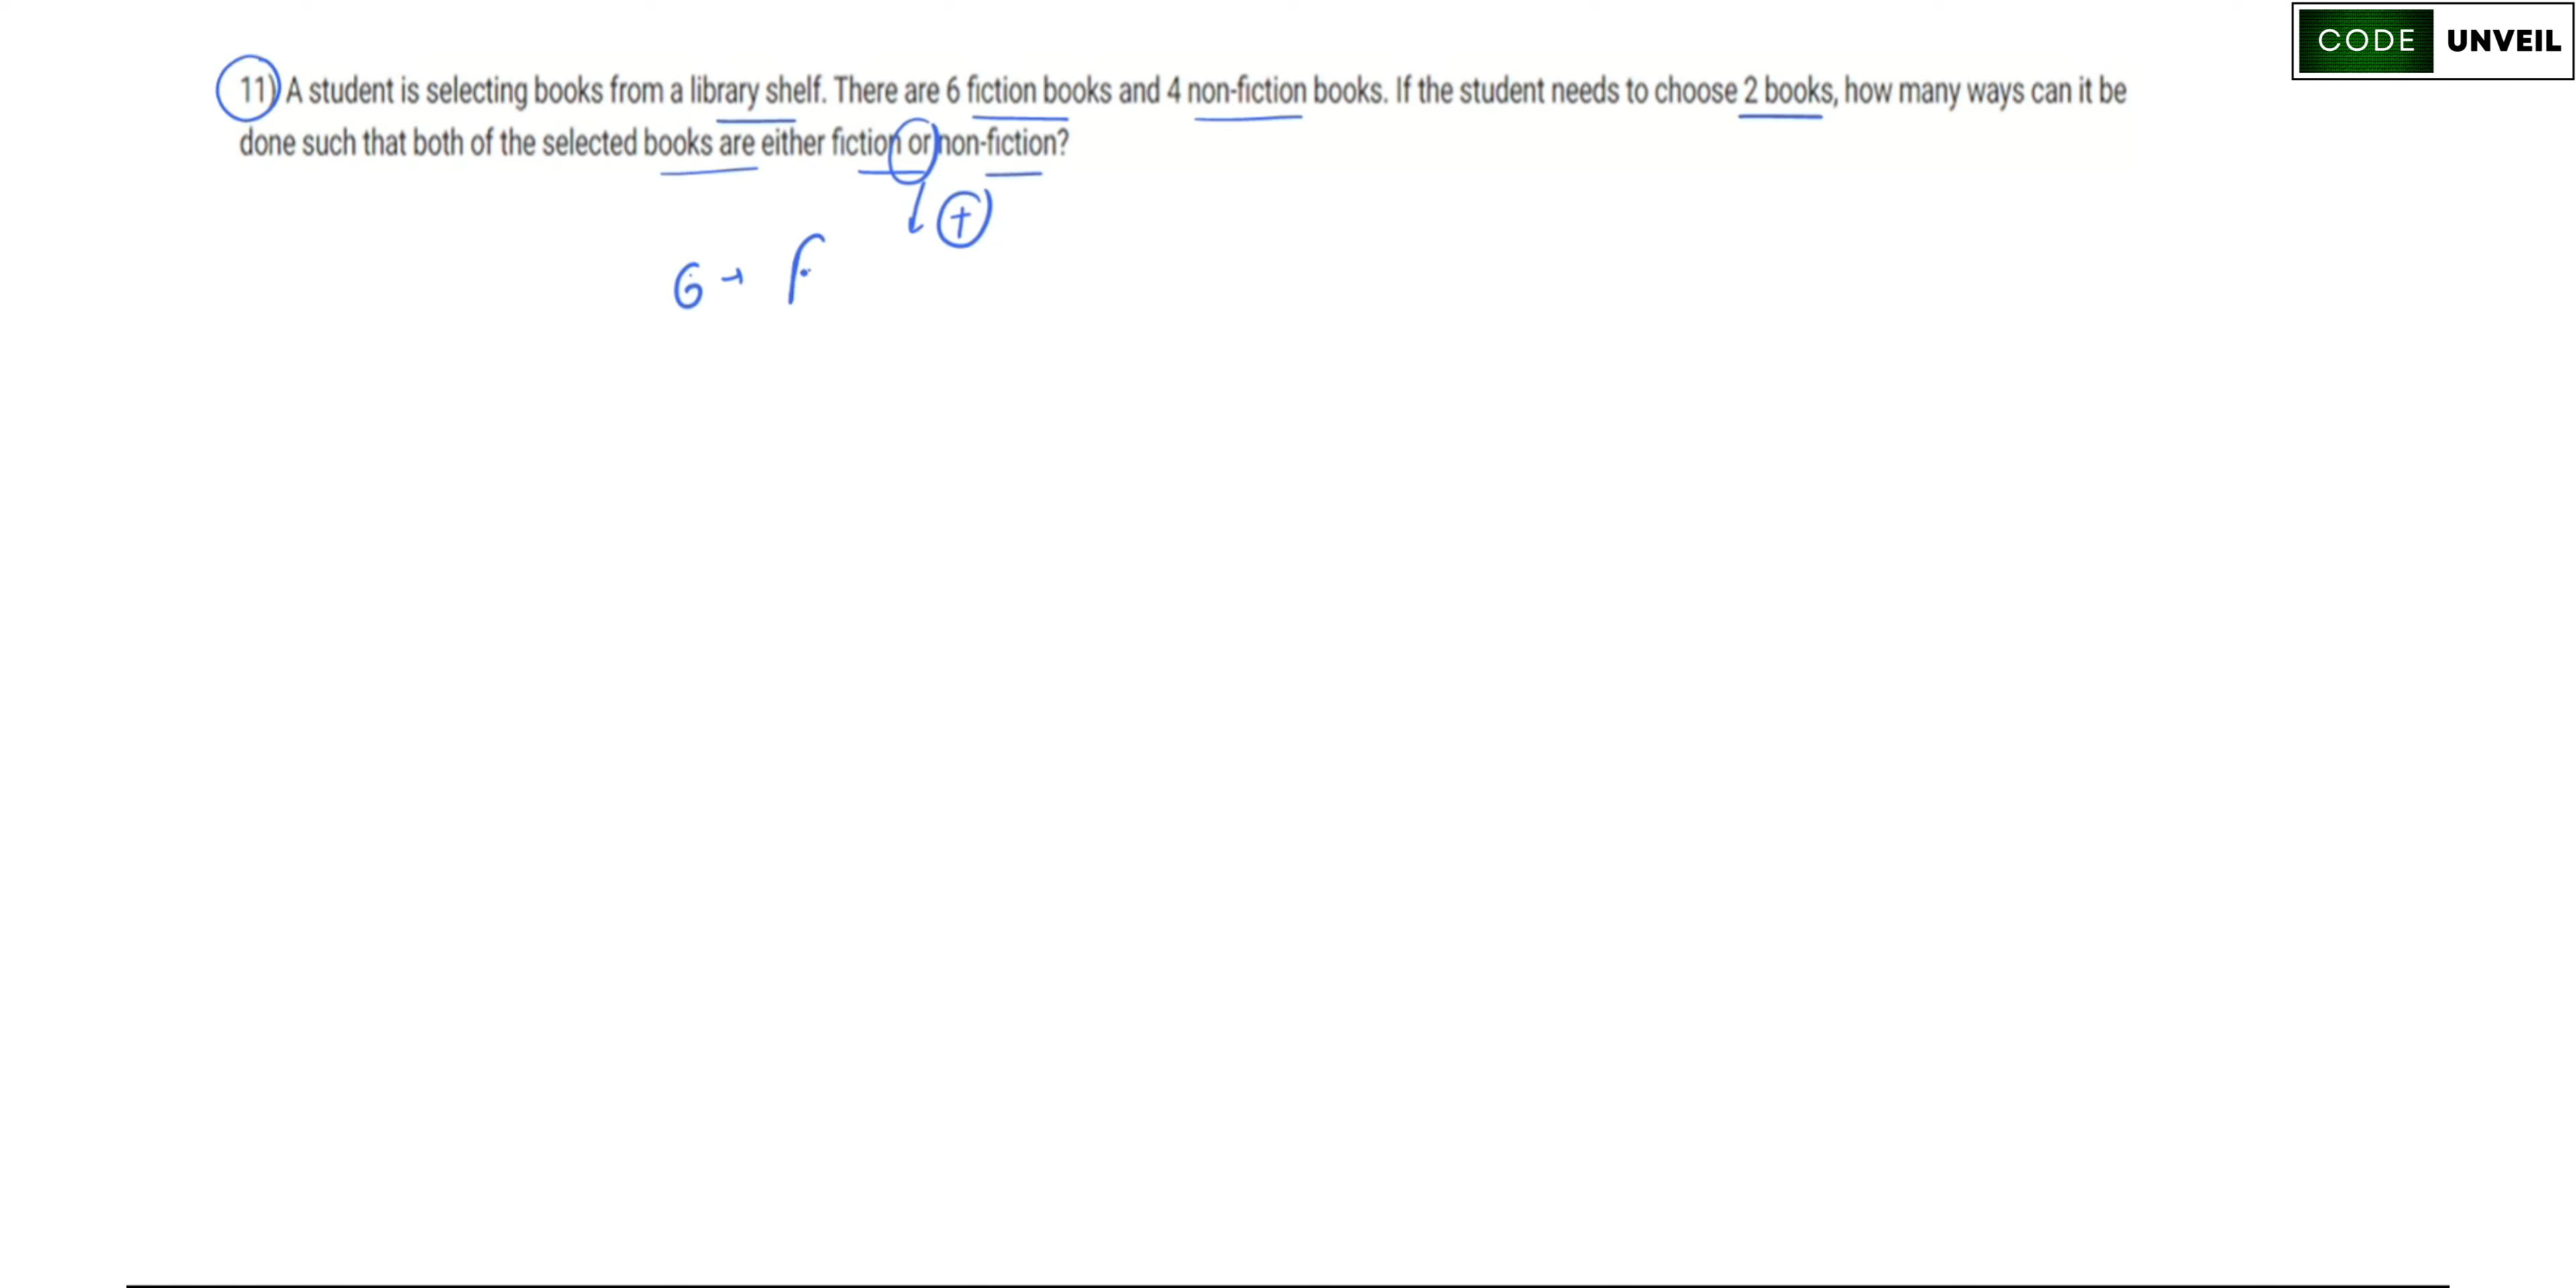 CODE UNVEIL
11) A student is selecting books from a library shelf. There are 6 fiction books and 4 non-fiction books. If the student needs to choose 2 books, how many ways can it be
done such that both of the selected books are either fiction or non-fiction?
+
6 → F